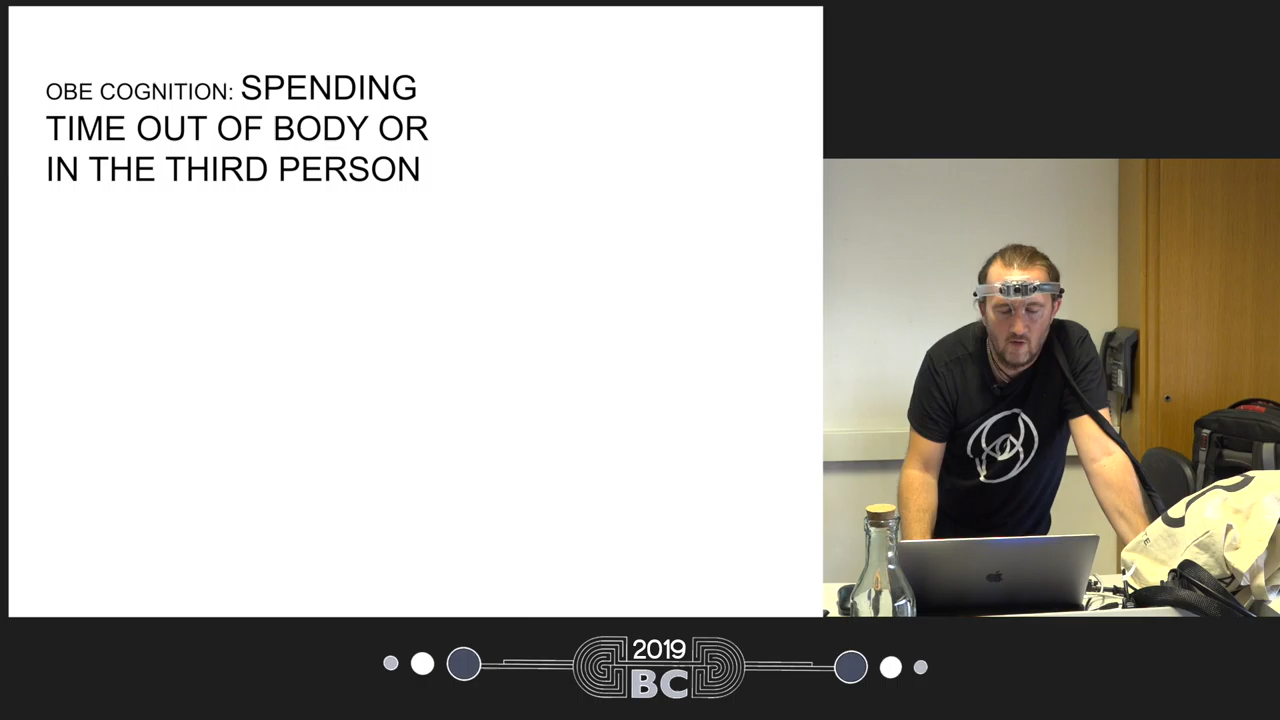 OBE COGNITION: SPENDING
TIME OUT OF BODY OR
IN THE THIRD PERSON
2019
BC